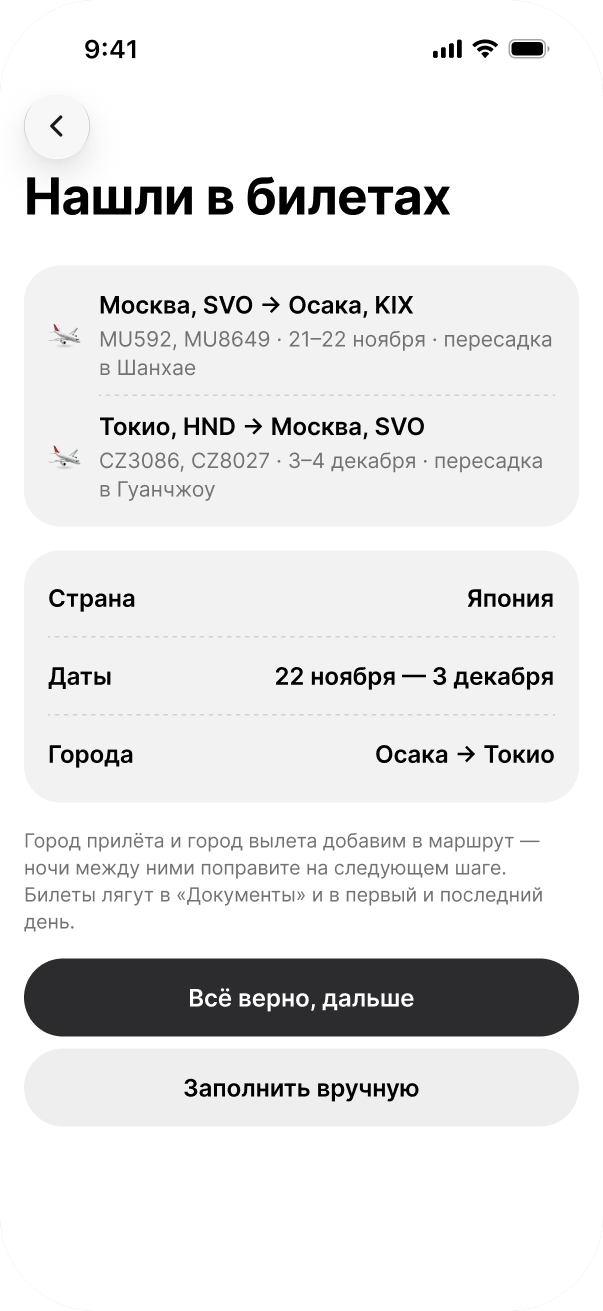 9:41
Нашли в билетах
Москва, SVO → Осака, KIX
MU592, MU8649 · 21–22 ноября · пересадка
в Шанхае
Токио, HND → Москва, SVO
CZ3086, CZ8027 · 3–4 декабря · пересадка
в Гуанчжоу
Страна Япония
Даты 22 ноября — 3 декабря
Города Осака → Токио
Город прилёта и город вылета добавим в маршрут —
ночи между ними поправите на следующем шаге.
Билеты лягут в «Документы» и в первый и последний
день.
Всё верно, дальше
Заполнить вручную